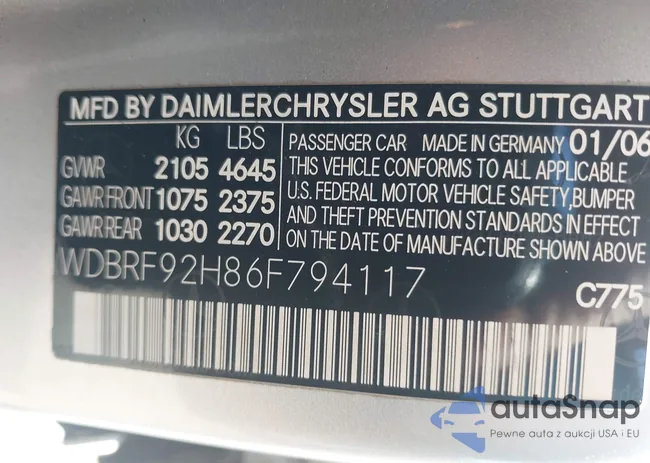 MFD BY DAIMLERCHRYSLER AG STUTTGART
KG LBS
GVWR 2105 4645
GAWR FRONT 1075 2375
GAWR REAR 1030 2270
PASSENGER CAR MADE IN GERMANY 01/06
THIS VEHICLE CONFORMS TO ALL APPLICABLE
U.S. FEDERAL MOTOR VEHICLE SAFETY, BUMPER
AND THEFT PREVENTION STANDARDS IN EFFECT
ON THE DATE OF MANUFACTURE SHOWN ABOVE.
WDBRF92H86F794117
C775
autaSnap
Pewne auta z aukcji USA i EU